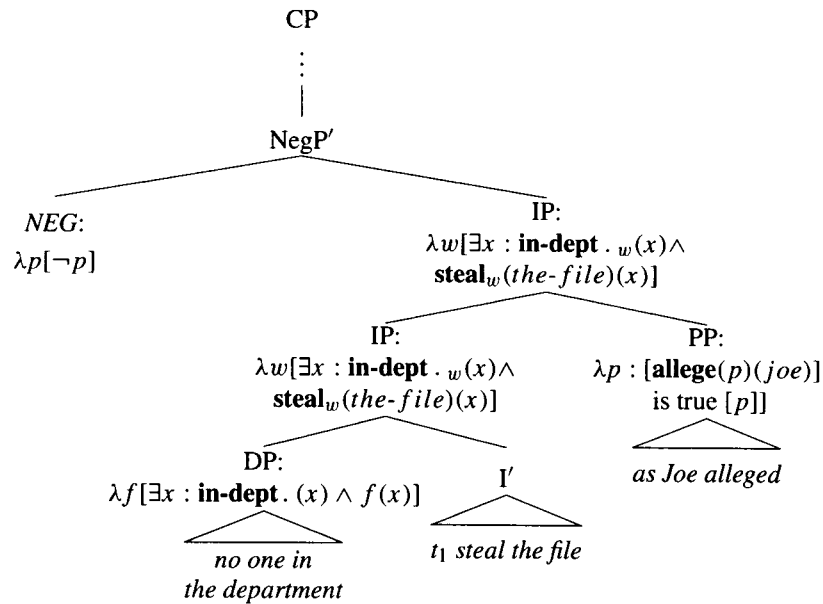 CP
⋮
NegP′
NEG:
λp[¬p]
IP:
λw[∃x : in-dept . w(x)∧
steal_w(the-file)(x)]
IP:
λw[∃x : in-dept . w(x)∧
steal_w(the-file)(x)]
PP:
λp : [allege(p)(joe)]
is true [p]]
as Joe alleged
DP:
λf[∃x : in-dept . (x) ∧ f(x)]
no one in
the department
I′
t₁ steal the file